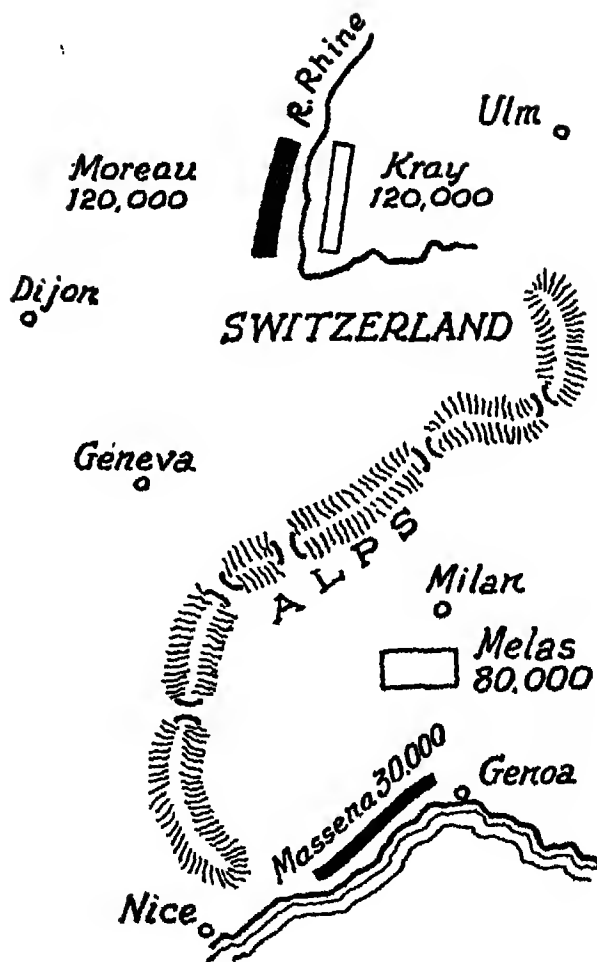 R. Rhine
Ulm
Moreau
120,000
Kray
120,000
Dijon
SWITZERLAND
Geneva
ALPS
Milan
Melas
80.000
Massena 30.000
Genoa
Nice